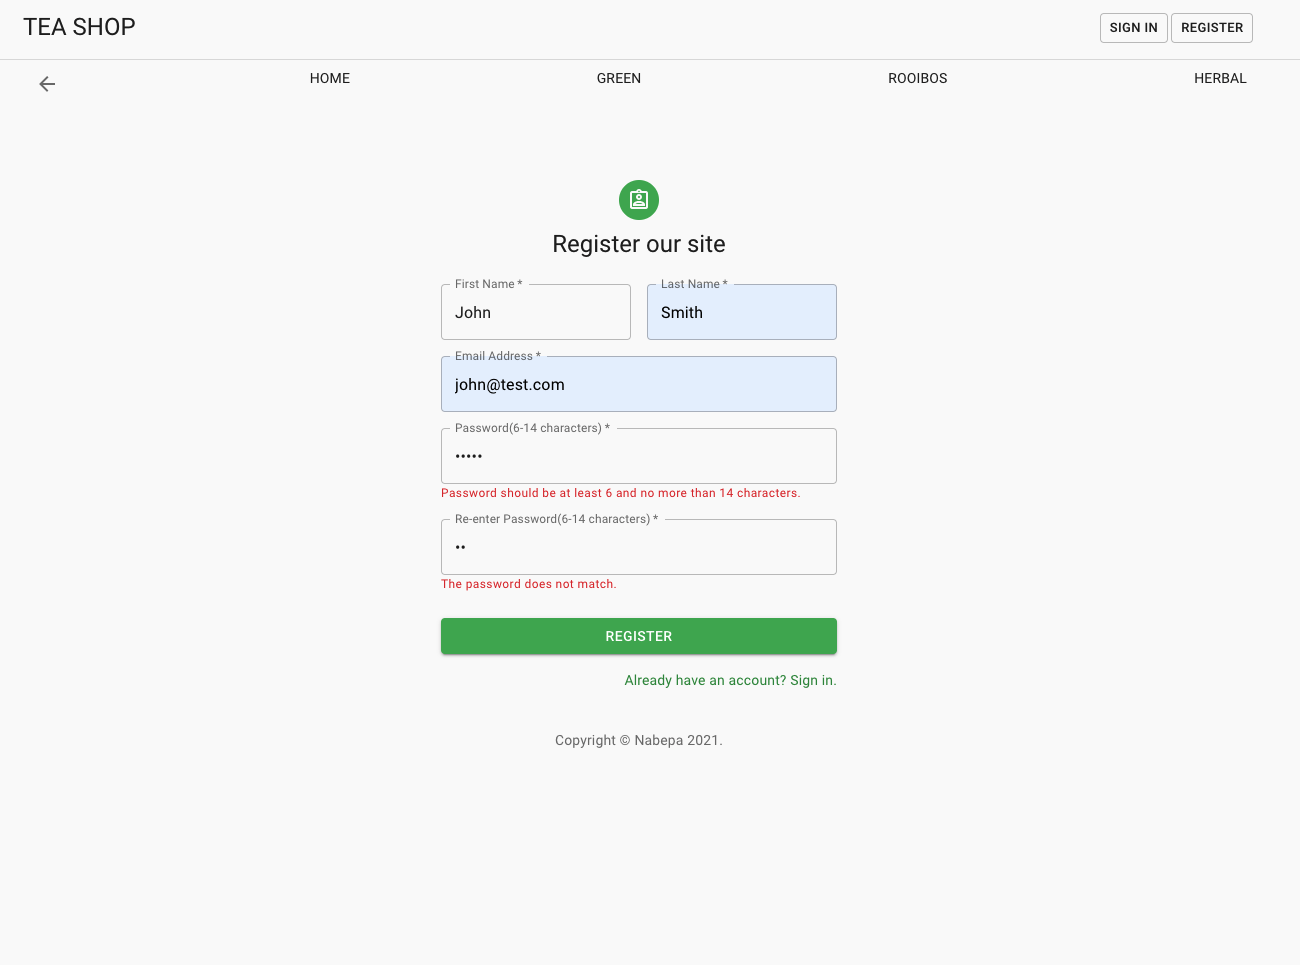 TEA SHOP
SIGN IN REGISTER
HOME GREEN ROOIBOS HERBAL
Register our site
First Name * Last Name *
John Smith
Email Address *
john@test.com
Password(6-14 characters) *
•••••
Password should be at least 6 and no more than 14 characters.
Re-enter Password(6-14 characters) *
••
The password does not match.
REGISTER
Already have an account? Sign in.
Copyright © Nabepa 2021.